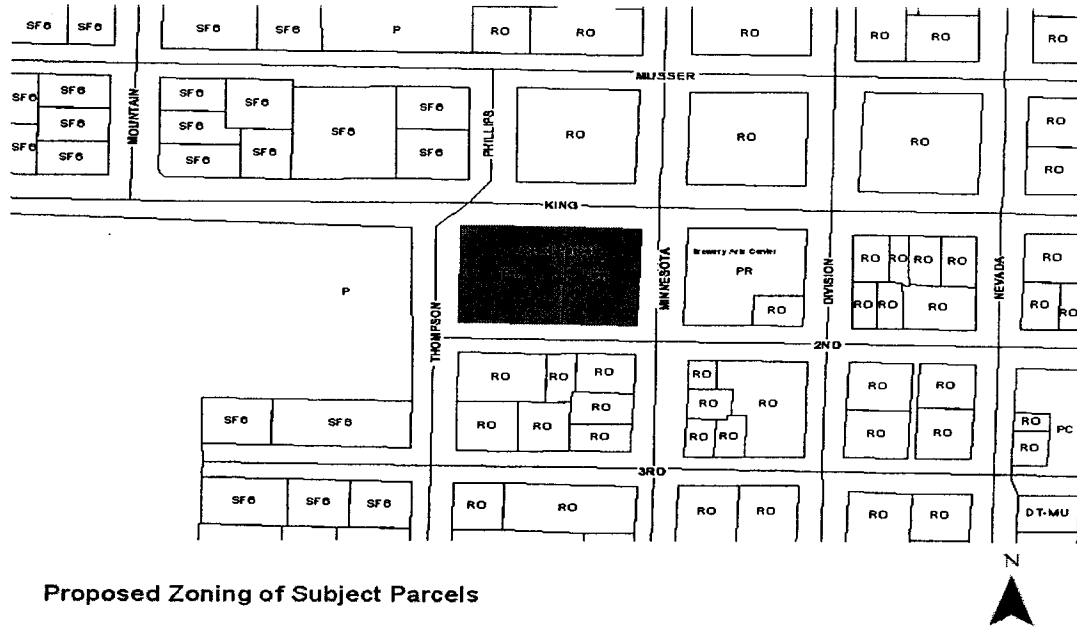 SF6 SF6 SF6 SF6 P RO RO RO RO RO RO
MUSSER
SF6 SF6 SF6 SF6 SF6 SF6 SF6
MOUNTAIN
SF6 SF6 SF6 SF6 SF6 SF6
PHILLIPS
RO RO RO RO RO
KING
P
THOMPSON
MINNESOTA
Brewery Arts Center
PR
RO
DIVISION
RO RO RO RO
RO RO RO
NEVADA
RO
RO RO
2ND
SF6 SF6
RO RO RO
RO RO RO
RO
RO
RO RO
RO RO
RO RO
RO RO
RO PC
RO
3RD
SF6 SF6 SF6 RO RO RO RO RO RO DT-MU
N
Proposed Zoning of Subject Parcels